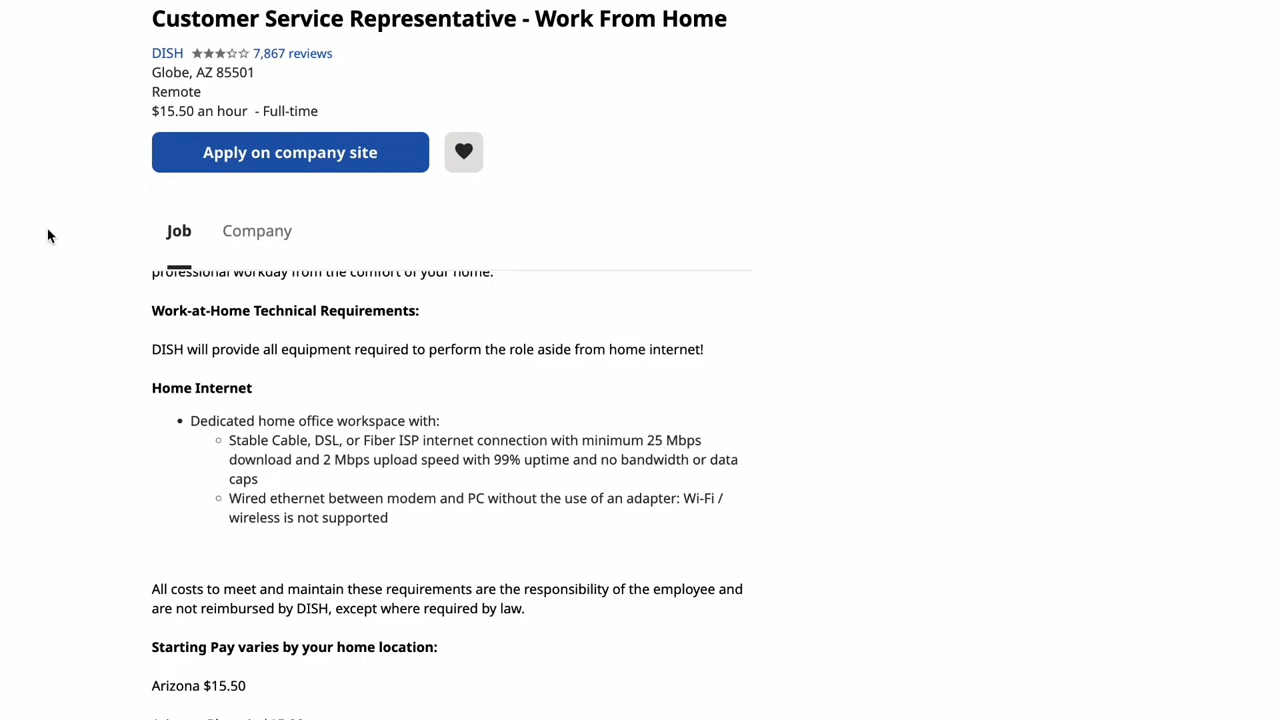 Customer Service Representative - Work From Home
DISH 7,867 reviews
Globe, AZ 85501
Remote
$15.50 an hour - Full-time
Apply on company site
Job Company
professional workday from the comfort of your home.
Work-at-Home Technical Requirements:
DISH will provide all equipment required to perform the role aside from home internet!
Home Internet
• Dedicated home office workspace with:
○ Stable Cable, DSL, or Fiber ISP internet connection with minimum 25 Mbps
download and 2 Mbps upload speed with 99% uptime and no bandwidth or data
caps
○ Wired ethernet between modem and PC without the use of an adapter: Wi-Fi /
wireless is not supported
All costs to meet and maintain these requirements are the responsibility of the employee and
are not reimbursed by DISH, except where required by law.
Starting Pay varies by your home location:
Arizona $15.50